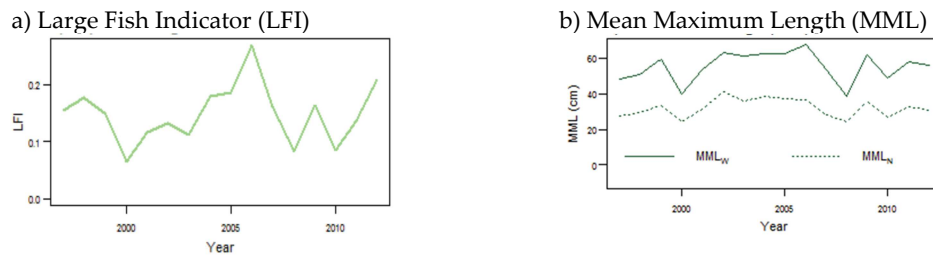 a) Large Fish Indicator (LFI)
0.2
0.1
0.0
LFI
2000
2005
2010
Year
b) Mean Maximum Length (MML)
60
40
20
0
MML (cm)
MMLW
MMLN
2000
2005
2010
Year